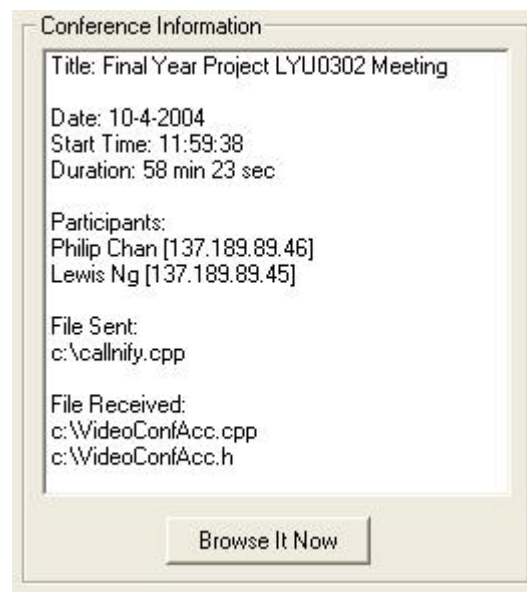 Conference Information
Title: Final Year Project LYU0302 Meeting
Date: 10-4-2004
Start Time: 11:59:38
Duration: 58 min 23 sec
Participants:
Philip Chan [137.189.89.46]
Lewis Ng [137.189.89.45]
File Sent:
c:\callnify.cpp
File Received:
c:\VideoConfAcc.cpp
c:\VideoConfAcc.h
Browse It Now